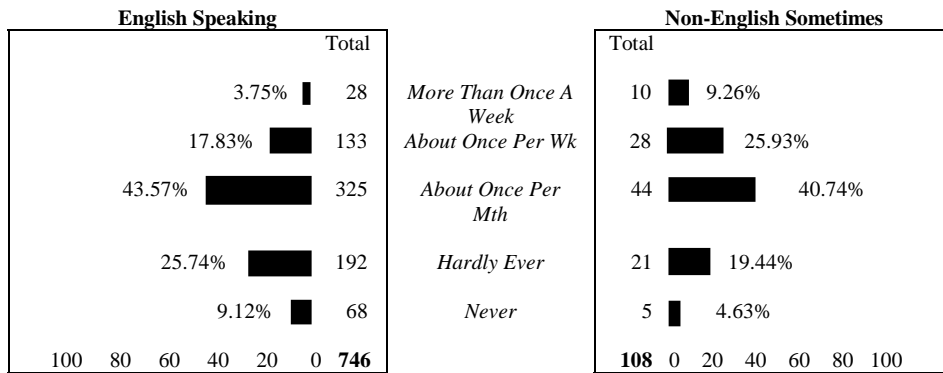 English Speaking Non-English Sometimes
Total Total
3.75% 28 More Than Once A 10 9.26%
Week
17.83% 133 About Once Per Wk 28 25.93%
43.57% 325 About Once Per 44 40.74%
Mth
25.74% 192 Hardly Ever 21 19.44%
9.12% 68 Never 5 4.63%
100 80 60 40 20 0 746 108 0 20 40 60 80 100